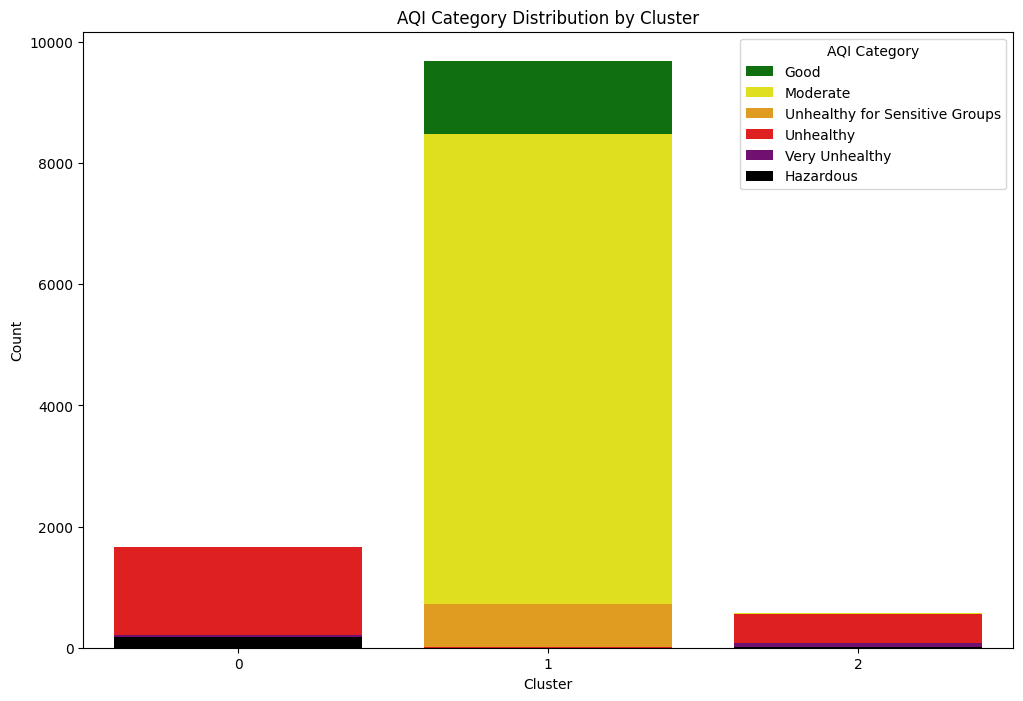 AQI Category Distribution by Cluster
10000
8000
6000
4000
2000
0
Count
AQI Category
Good
Moderate
Unhealthy for Sensitive Groups
Unhealthy
Very Unhealthy
Hazardous
0
1
2
Cluster